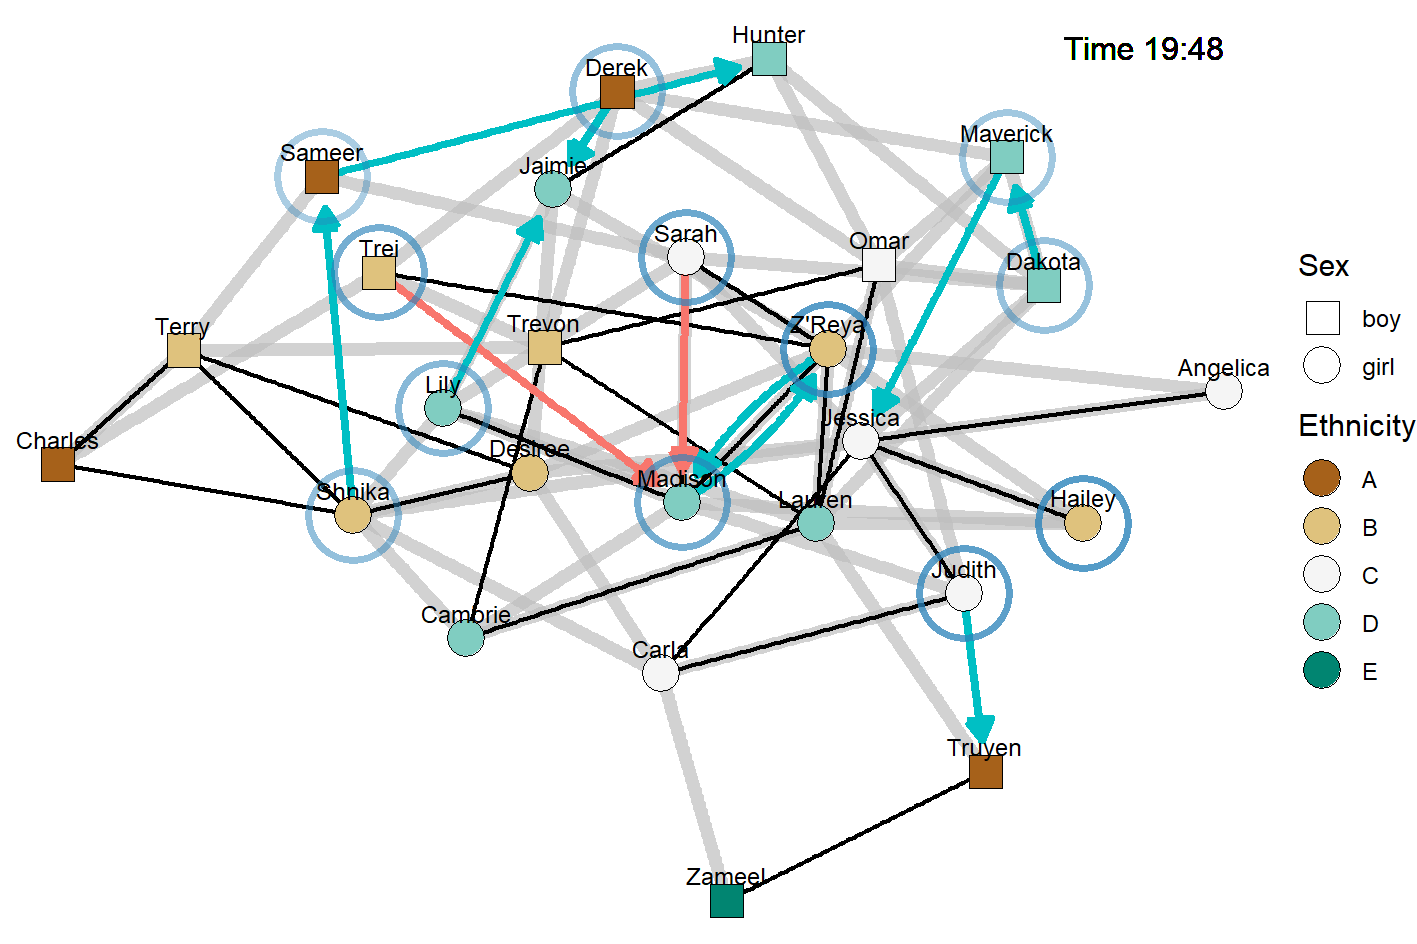 Hunter
Time 19:48
Derek
Maverick
Sameer
Jaimie
Sarah
Omar
Trei
Dakota
Sex
boy
girl
Terry
Trevon
Z'Reya
Angelica
Lily
Jessica
Ethnicity
Charles
Desiree
Madison
Shnika
Lauren
Hailey
A
B
C
D
E
Judith
Camorie
Carla
Truyen
Zameel